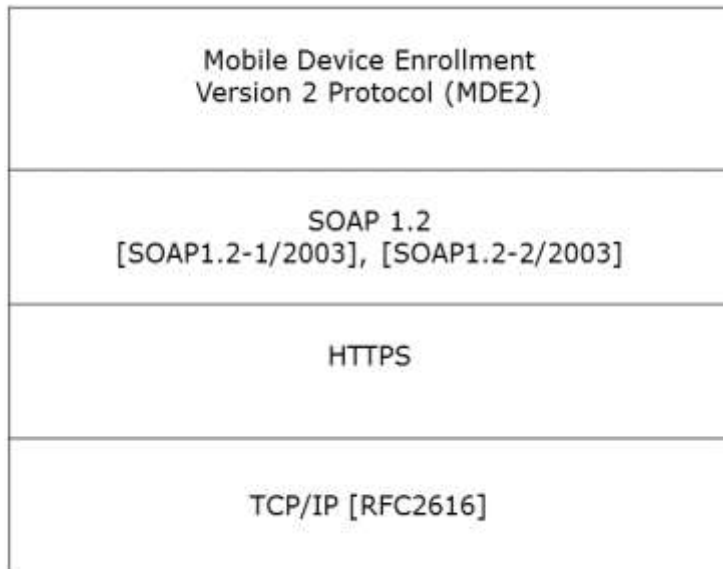 Mobile Device Enrollment
Version 2 Protocol (MDE2)
SOAP 1.2
[SOAP1.2-1/2003], [SOAP1.2-2/2003]
HTTPS
TCP/IP [RFC2616]